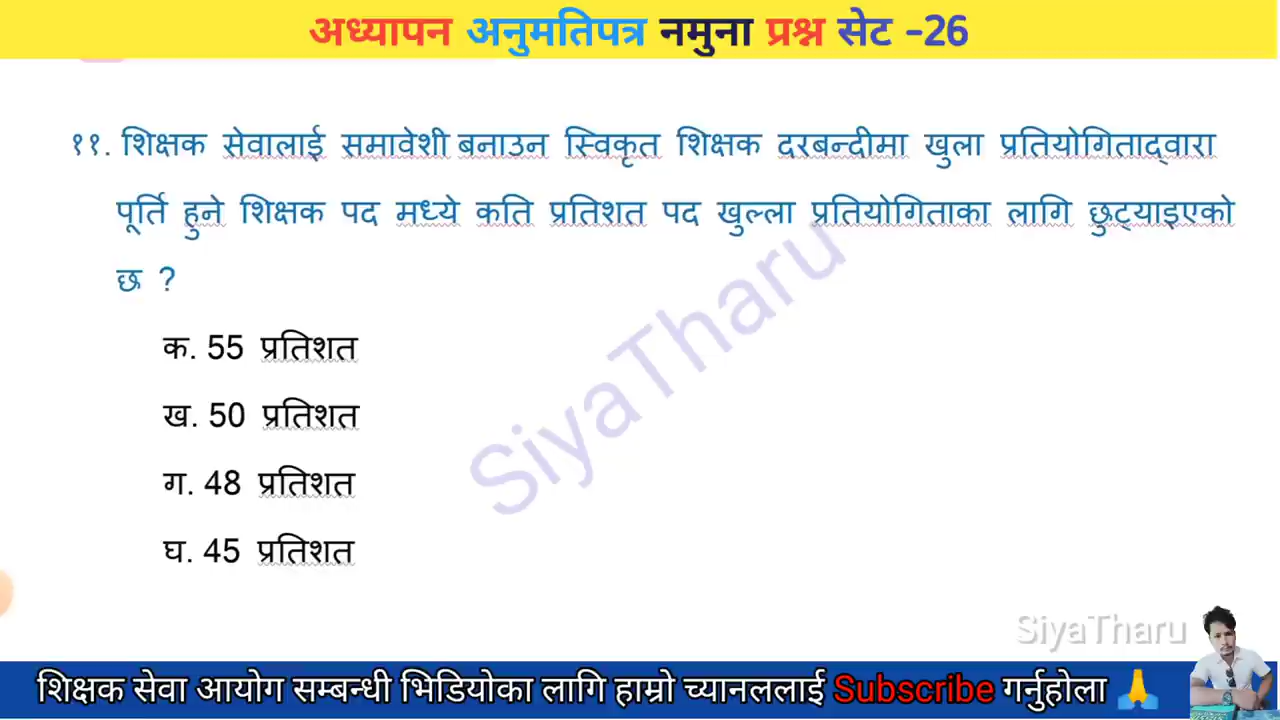 अध्यापन अनुमतिपत्र नमुना प्रश्न सेट -26
११. शिक्षक सेवालाई समावेशी बनाउन स्विकृत शिक्षक दरबन्दीमा खुला प्रतियोगिताद्वारा
पूर्ति हुने शिक्षक पद मध्ये कति प्रतिशत पद खुल्ला प्रतियोगिताका लागि छुट्याइएको
छ ?
क. 55 प्रतिशत
ख. 50 प्रतिशत
ग. 48 प्रतिशत
घ. 45 प्रतिशत
SiyaTharu
SiyaTharu
शिक्षक सेवा आयोग सम्बन्धी भिडियोका लागि हाम्रो च्यानललाई Subscribe गर्नुहोला 🙏